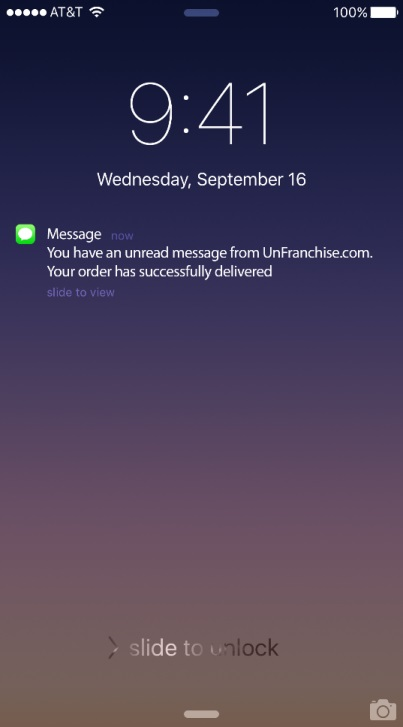 AT&T 100%
9:41
Wednesday, September 16
Message now
You have an unread message from UnFranchise.com.
Your order has successfully delivered
slide to view
slide to unlock